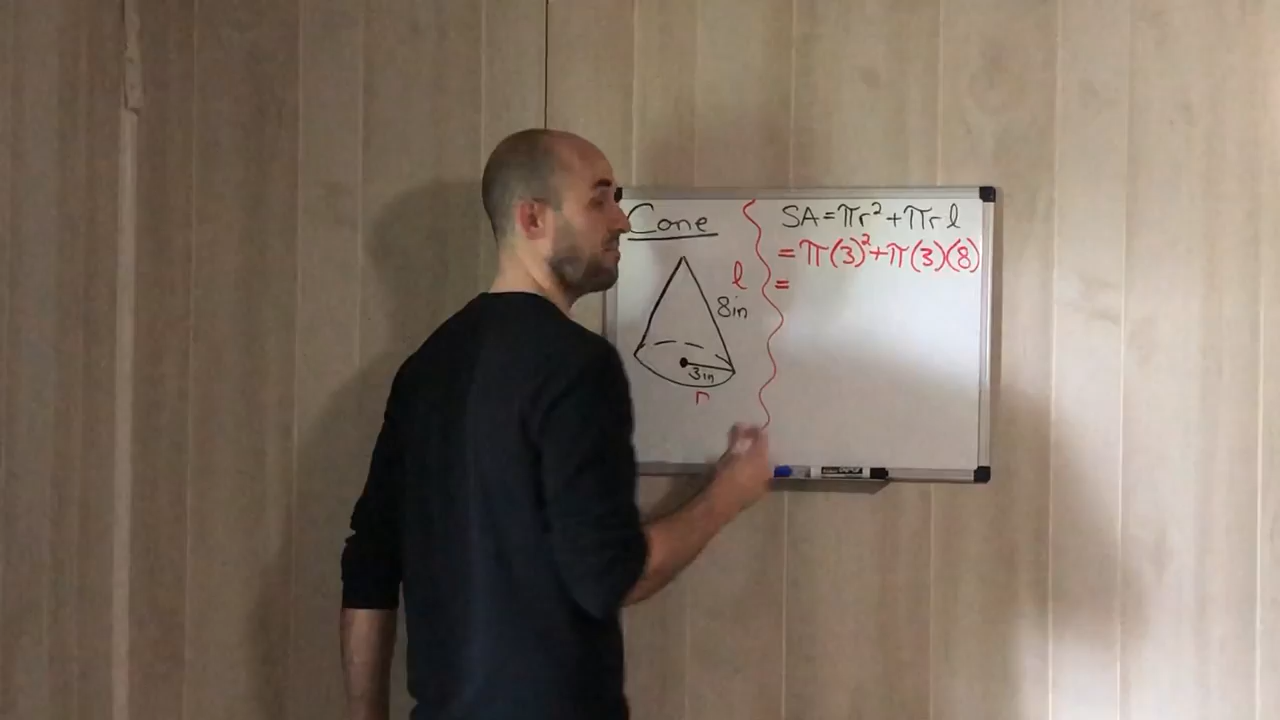 Cone
l
8in
3in
r
SA=πr²+πrl
=π(3)²+π(3)(8)
=